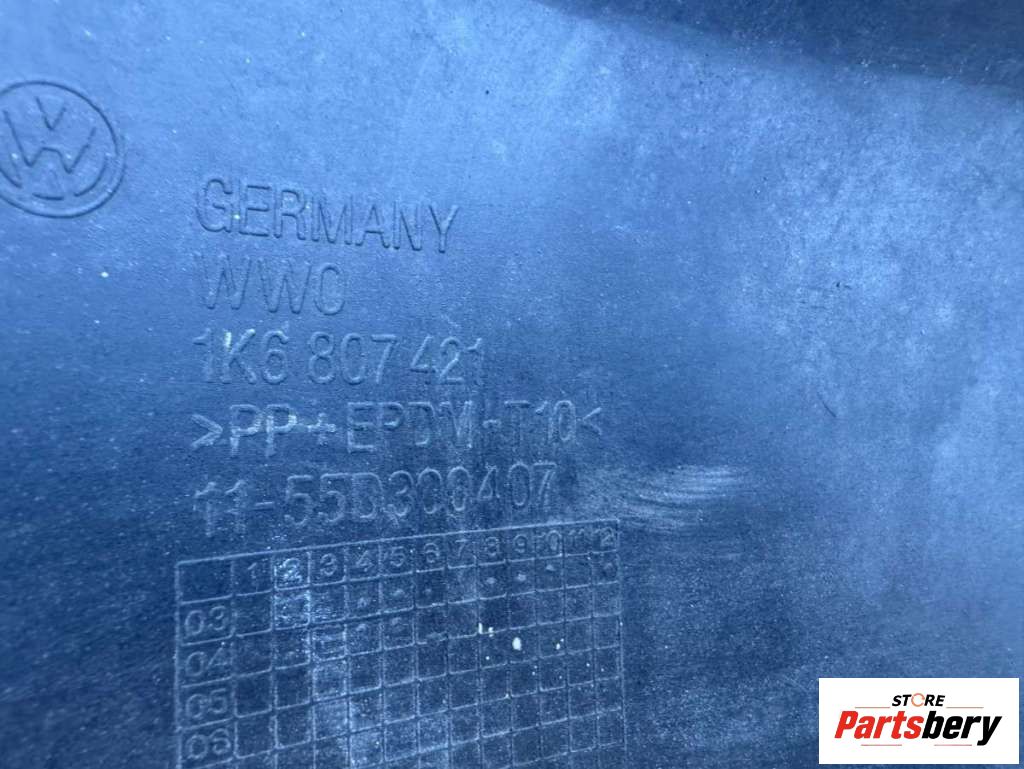 GERMANY
WWC
1K6 807 421
>PP+EPDM-T10<
11-55D300407
1 2 3 4 5 6 7 8 9 10 11 12
03
04
05
06
STORE
Partsbery